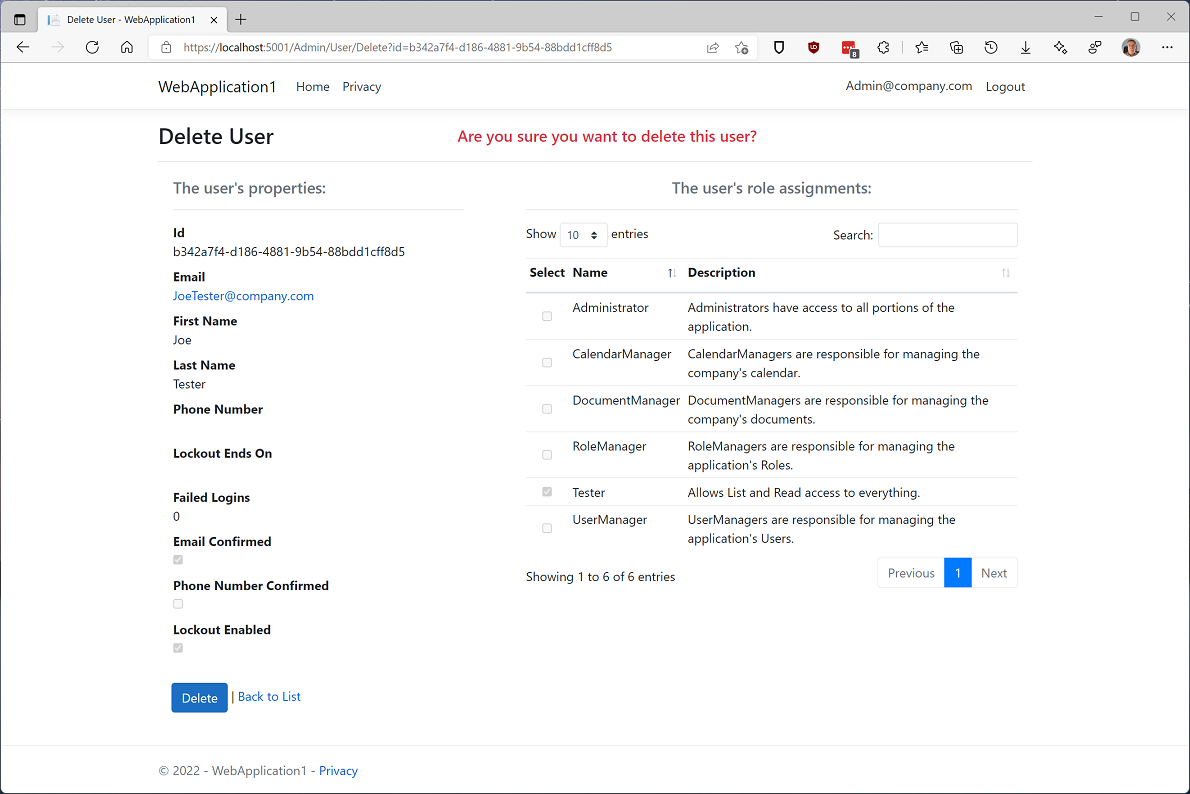 Delete User - WebApplication1
https://localhost:5001/Admin/User/Delete?id=b342a7f4-d186-4881-9b54-88bdd1cff8d5
8
WebApplication1 Home Privacy Admin@company.com Logout
Delete User
Are you sure you want to delete this user?
The user's properties:
Id
b342a7f4-d186-4881-9b54-88bdd1cff8d5
Email
JoeTester@company.com
First Name
Joe
Last Name
Tester
Phone Number
Lockout Ends On
Failed Logins
0
Email Confirmed
Phone Number Confirmed
Lockout Enabled
The user's role assignments:
Show 10 entries Search:
Select Name Description
Administrator Administrators have access to all portions of the
application.
CalendarManager CalendarManagers are responsible for managing the
company's calendar.
DocumentManager DocumentManagers are responsible for managing the
company's documents.
RoleManager RoleManagers are responsible for managing the
application's Roles.
Tester Allows List and Read access to everything.
UserManager UserManagers are responsible for managing the
application's Users.
Showing 1 to 6 of 6 entries Previous 1 Next
Delete | Back to List
© 2022 - WebApplication1 - Privacy